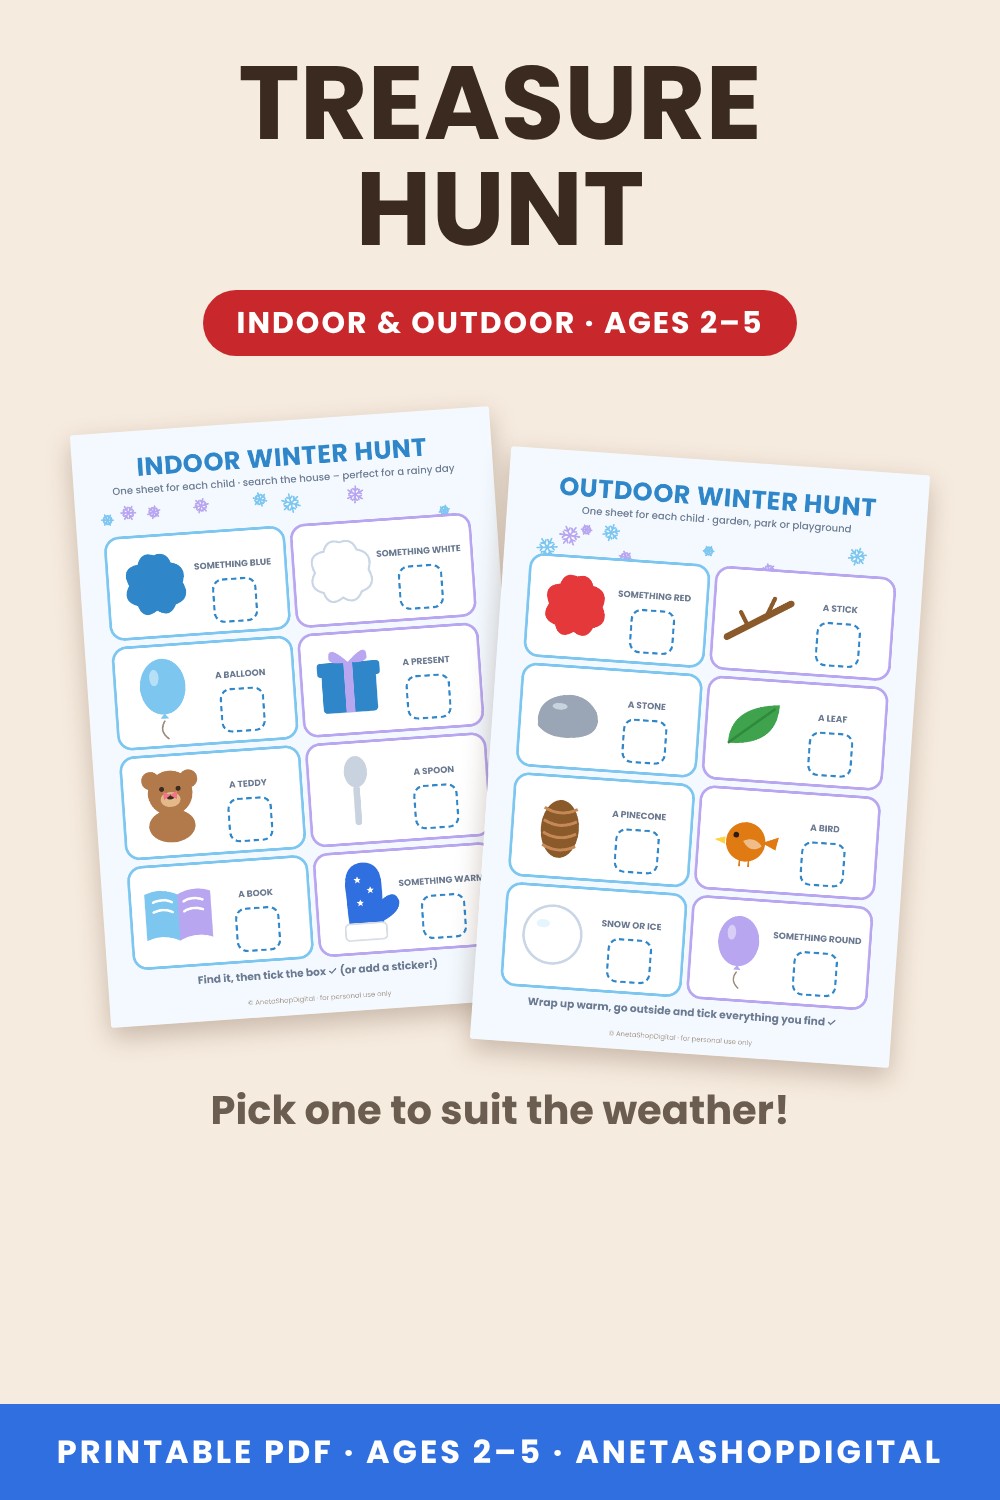 TREASURE
HUNT
INDOOR & OUTDOOR · AGES 2–5
INDOOR WINTER HUNT
One sheet for each child · search the house – perfect for a rainy day
SOMETHING BLUE
SOMETHING WHITE
A BALLOON
A PRESENT
A TEDDY
A SPOON
A BOOK
SOMETHING WARM
Find it, then tick the box ✓ (or add a sticker!)
© AnetaShopDigital · for personal use only
OUTDOOR WINTER HUNT
One sheet for each child · garden, park or playground
SOMETHING RED
A STICK
A STONE
A LEAF
A PINECONE
A BIRD
SNOW OR ICE
SOMETHING ROUND
Wrap up warm, go outside and tick everything you find ✓
© AnetaShopDigital · for personal use only
Pick one to suit the weather!
PRINTABLE PDF · AGES 2–5 · ANETASHOPDIGITAL